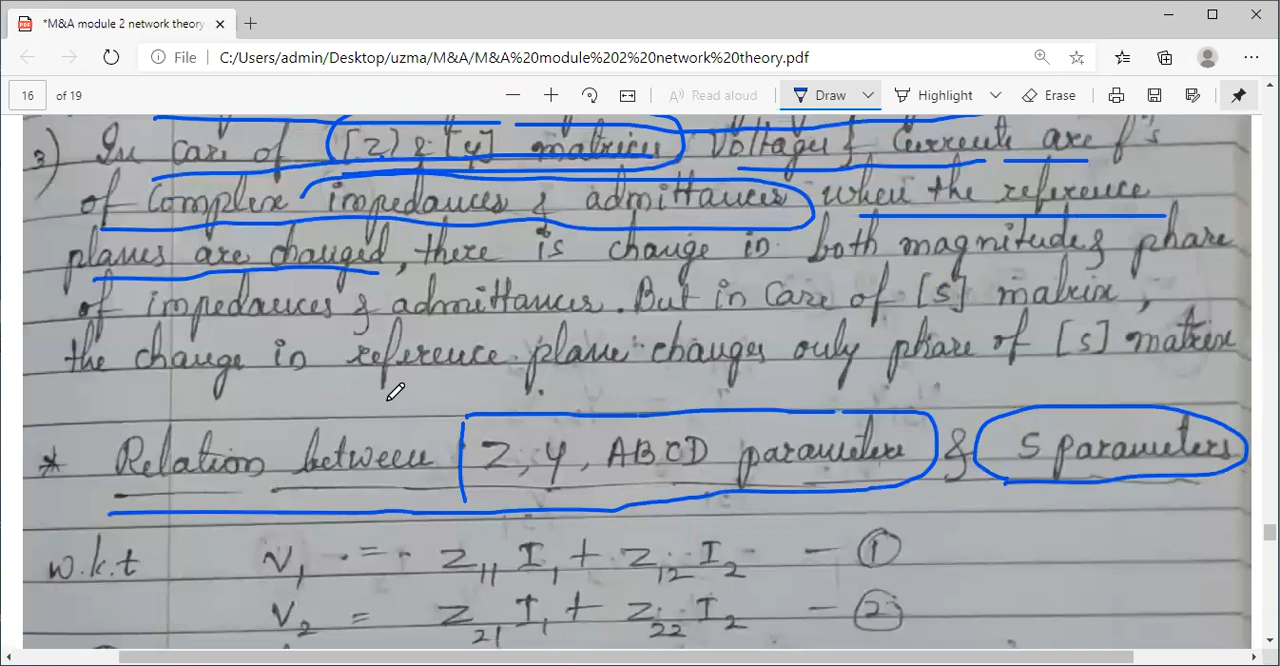 *M&A module 2 network theory
File C:/Users/admin/Desktop/uzma/M&A/M&A%20module%202%20network%20theory.pdf
16 of 19 Read aloud Draw Highlight Erase
3) In case of [Z] & [Y] matrices Voltages & Currents are f's
of Complex impedances & admittances when the reference
planes are changed, there is change in both magnitude & phase
of impedances & admittances. But in Case of [S] matrix,
the change in reference plane changes only phase of [S] matrix
* Relation between Z, Y, ABCD parameters & S parameters
w.k.t V₁ = Z₁₁ I₁ + Z₁₂ I₂ — ①
V₂ = Z₂₁ I₁ + Z₂₂ I₂ — ②